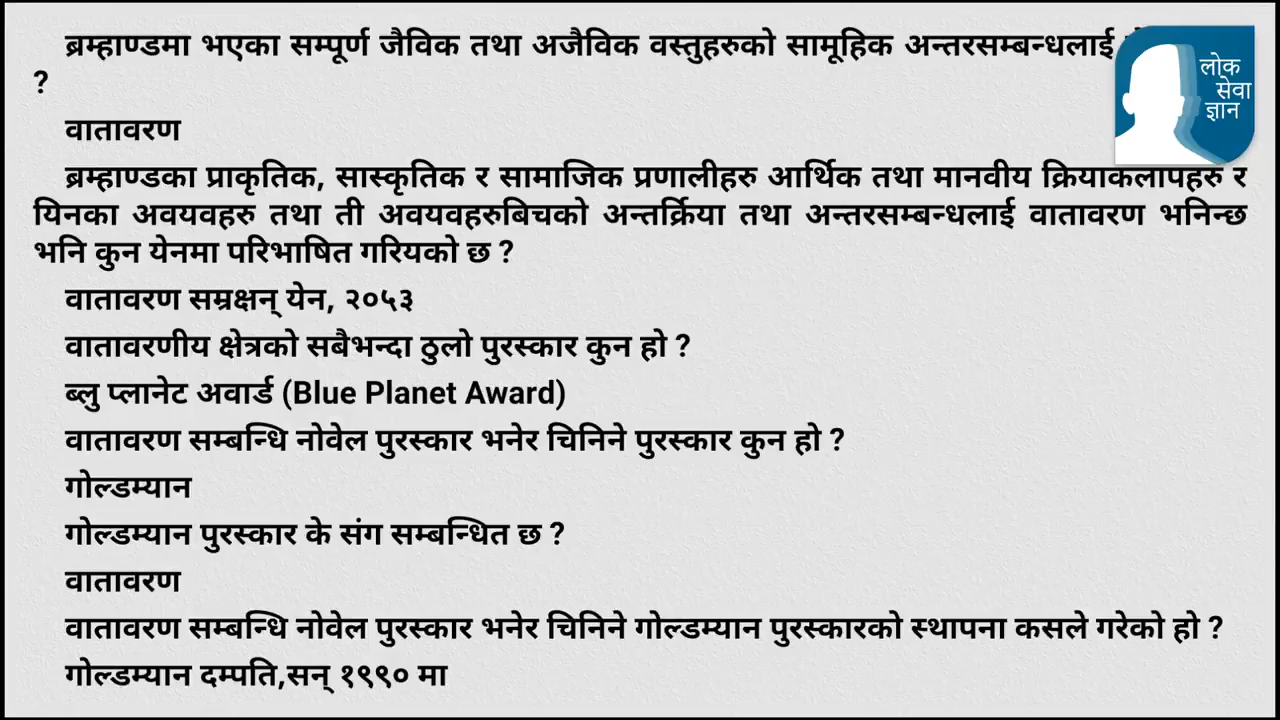 ब्रम्हाण्डमा भएका सम्पूर्ण जैविक तथा अजैविक वस्तुहरुको सामूहिक अन्तरसम्बन्धलाई
?
लोक
सेवा
ज्ञान
वातावरण
ब्रम्हाण्डका प्राकृतिक, सास्कृतिक र सामाजिक प्रणालीहरु आर्थिक तथा मानवीय क्रियाकलापहरु र
यिनका अवयवहरु तथा ती अवयवहरुबिचको अन्तर्क्रिया तथा अन्तरसम्बन्धलाई वातावरण भनिन्छ
भनि कुन येनमा परिभाषित गरियको छ ?
वातावरण सम्रक्षन् येन, २०५३
वातावरणीय क्षेत्रको सबैभन्दा ठुलो पुरस्कार कुन हो ?
ब्लु प्लानेट अवार्ड (Blue Planet Award)
वातावरण सम्बन्धि नोवेल पुरस्कार भनेर चिनिने पुरस्कार कुन हो ?
गोल्डम्यान
गोल्डम्यान पुरस्कार के संग सम्बन्धित छ ?
वातावरण
वातावरण सम्बन्धि नोवेल पुरस्कार भनेर चिनिने गोल्डम्यान पुरस्कारको स्थापना कसले गरेको हो ?
गोल्डम्यान दम्पति,सन् १९९० मा